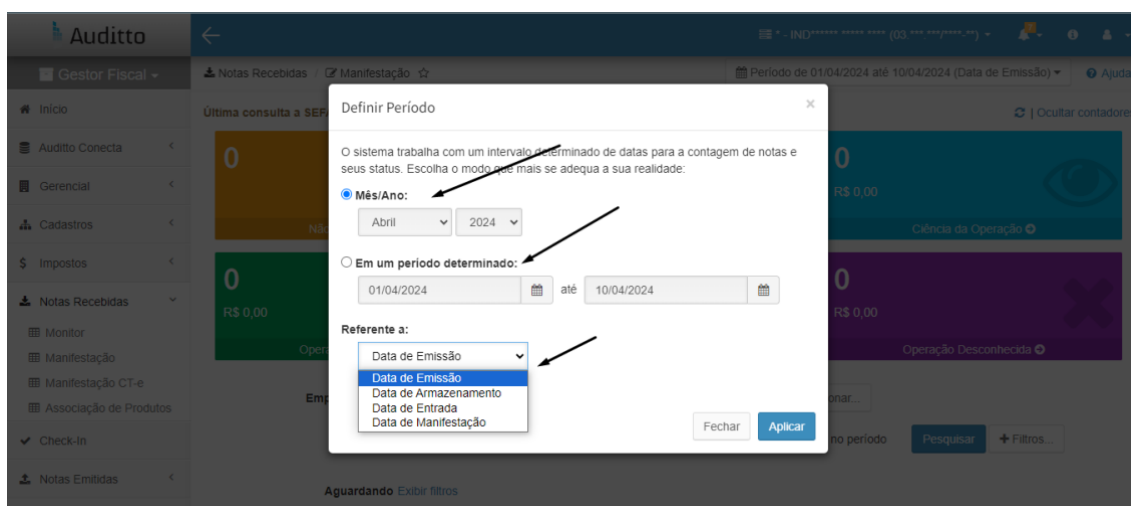 Auditto
* - IND****** ***** **** (03.***.***/****-**)
Gestor Fiscal
Notas Recebidas / Manifestação
Período de 01/04/2024 até 10/04/2024 (Data de Emissão)
Ajuda
Início
Auditto Conecta
Gerencial
Cadastros
Impostos
Notas Recebidas
Monitor
Manifestação
Manifestação CT-e
Associação de Produtos
Check-In
Notas Emitidas
Última consulta a SEFA
| Ocultar contadores
0
0
R$ 0,00
Ciência da Operação
0
R$ 0,00
0
R$ 0,00
Operação Desconhecida
Definir Período
×
O sistema trabalha com um intervalo determinado de datas para a contagem de notas e
seus status. Escolha o modo que mais se adequa a sua realidade:
Mês/Ano:
Abril 2024
Em um período determinado:
01/04/2024 até 10/04/2024
Referente a:
Data de Emissão
Data de Emissão
Data de Armazenamento
Data de Entrada
Data de Manifestação
Fechar Aplicar
no período Pesquisar + Filtros...
Aguardando Exibir filtros